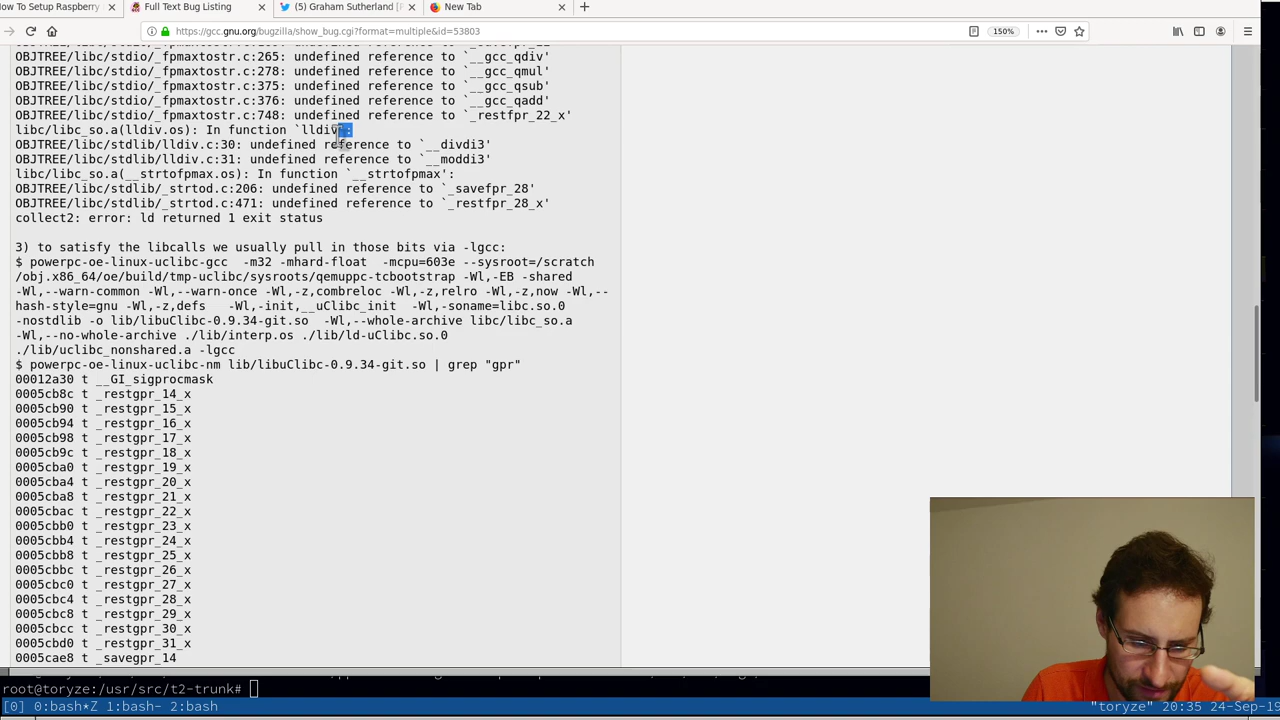 How To Setup Raspberry
Full Text Bug Listing
(5) Graham Sutherland [
New Tab
https://gcc.gnu.org/bugzilla/show_bug.cgi?format=multiple&id=53803
150%
OBJTREE/libc/stdio/_fpmaxtostr.c:265: undefined reference to `__gcc_qdiv'
OBJTREE/libc/stdio/_fpmaxtostr.c:278: undefined reference to `__gcc_qmul'
OBJTREE/libc/stdio/_fpmaxtostr.c:375: undefined reference to `__gcc_qsub'
OBJTREE/libc/stdio/_fpmaxtostr.c:376: undefined reference to `__gcc_qadd'
OBJTREE/libc/stdio/_fpmaxtostr.c:748: undefined reference to `_restfpr_22_x'
libc/libc_so.a(lldiv.os): In function `lldiv':
OBJTREE/libc/stdlib/lldiv.c:30: undefined reference to `__divdi3'
OBJTREE/libc/stdlib/lldiv.c:31: undefined reference to `__moddi3'
libc/libc_so.a(__strtofpmax.os): In function `__strtofpmax':
OBJTREE/libc/stdlib/_strtod.c:206: undefined reference to `_savefpr_28'
OBJTREE/libc/stdlib/_strtod.c:471: undefined reference to `_restfpr_28_x'
collect2: error: ld returned 1 exit status
3) to satisfy the libcalls we usually pull in those bits via -lgcc:
$ powerpc-oe-linux-uclibc-gcc  -m32 -mhard-float  -mcpu=603e --sysroot=/scratch
/obj.x86_64/oe/build/tmp-uclibc/sysroots/qemuppc-tcbootstrap -Wl,-EB -shared
-Wl,--warn-common -Wl,--warn-once -Wl,-z,combreloc -Wl,-z,relro -Wl,-z,now -Wl,--
hash-style=gnu -Wl,-z,defs   -Wl,-init,__uClibc_init  -Wl,-soname=libc.so.0
-nostdlib -o lib/libuClibc-0.9.34-git.so  -Wl,--whole-archive libc/libc_so.a
-Wl,--no-whole-archive ./lib/interp.os ./lib/ld-uClibc.so.0
./lib/uclibc_nonshared.a -lgcc
$ powerpc-oe-linux-uclibc-nm lib/libuClibc-0.9.34-git.so | grep "gpr"
00012a30 t __GI_sigprocmask
0005cb8c t _restgpr_14_x
0005cb90 t _restgpr_15_x
0005cb94 t _restgpr_16_x
0005cb98 t _restgpr_17_x
0005cb9c t _restgpr_18_x
0005cba0 t _restgpr_19_x
0005cba4 t _restgpr_20_x
0005cba8 t _restgpr_21_x
0005cbac t _restgpr_22_x
0005cbb0 t _restgpr_23_x
0005cbb4 t _restgpr_24_x
0005cbb8 t _restgpr_25_x
0005cbbc t _restgpr_26_x
0005cbc0 t _restgpr_27_x
0005cbc4 t _restgpr_28_x
0005cbc8 t _restgpr_29_x
0005cbcc t _restgpr_30_x
0005cbd0 t _restgpr_31_x
0005cae8 t _savegpr_14
root@toryze:/usr/src/t2-trunk#
[0] 0:bash*Z 1:bash- 2:bash
"toryze" 20:35 24-Sep-19